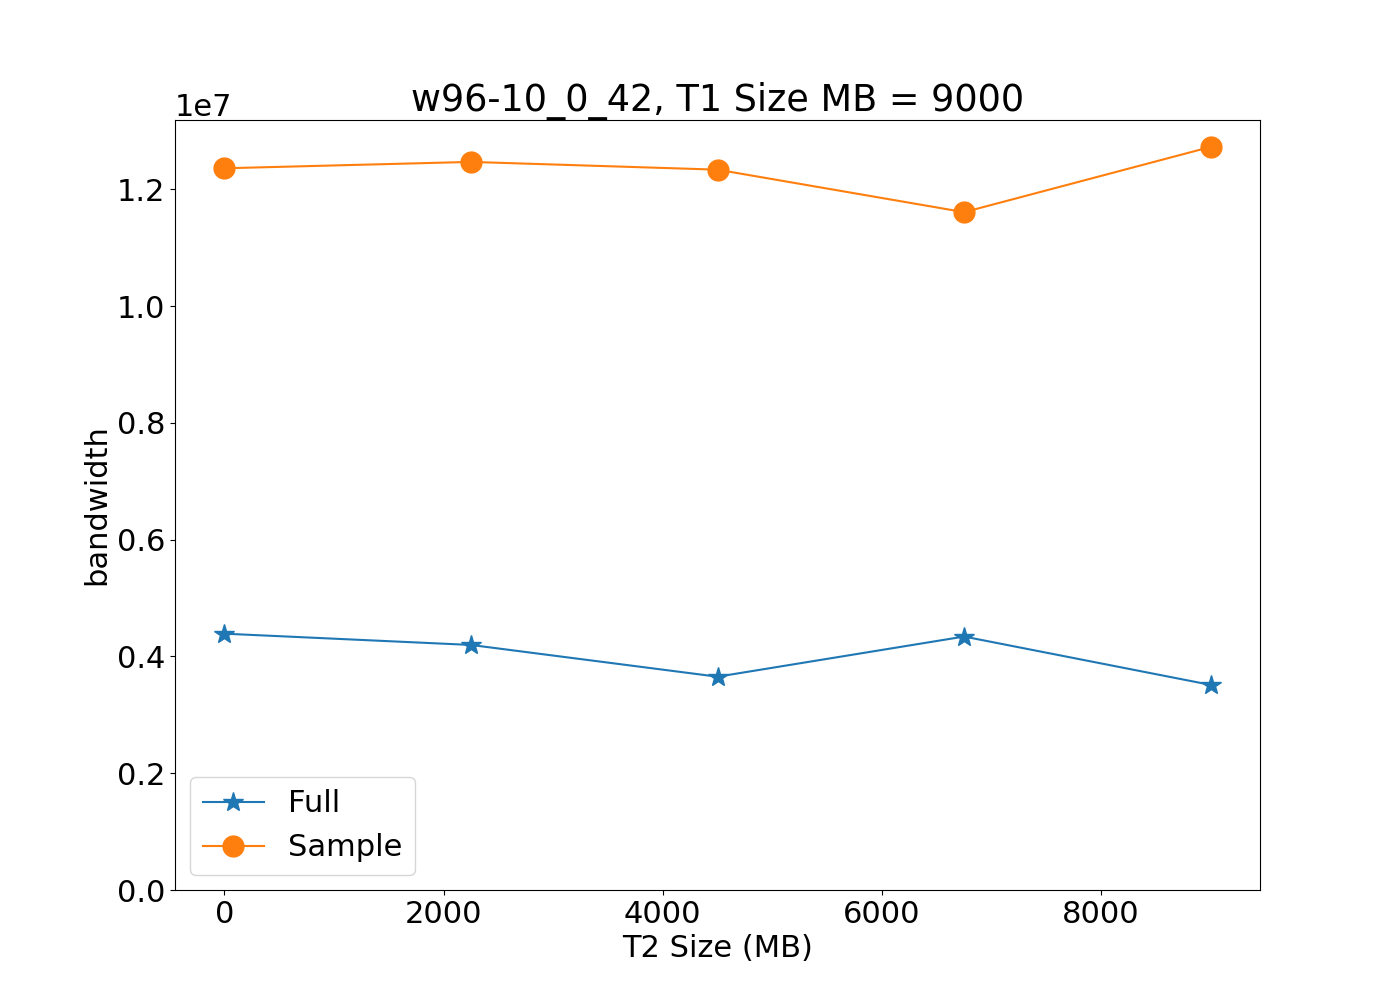 w96-10_0_42, T1 Size MB = 9000
1e7
1.2
1.0
0.8
0.6
0.4
0.2
0.0
bandwidth
Full
Sample
0 2000 4000 6000 8000
T2 Size (MB)